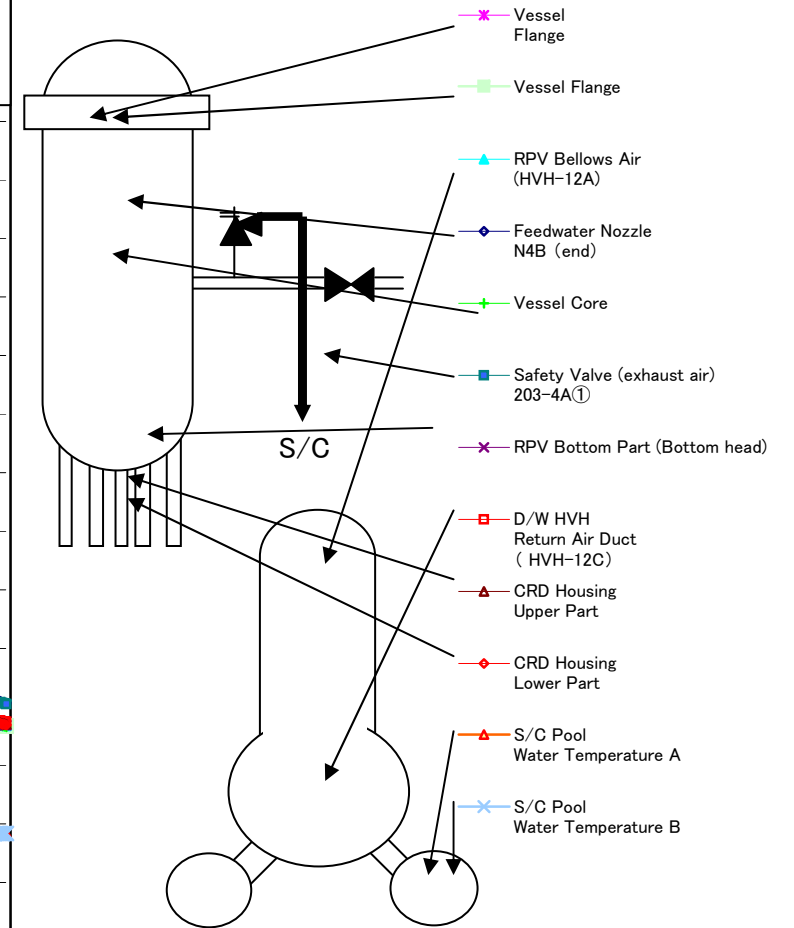 Vessel
Flange
Vessel Flange
RPV Bellows Air
(HVH-12A)
Feedwater Nozzle
N4B (end)
Vessel Core
Safety Valve (exhaust air)
203-4A①
S/C
RPV Bottom Part (Bottom head)
D/W HVH
Return Air Duct
( HVH-12C)
CRD Housing
Upper Part
CRD Housing
Lower Part
S/C Pool
Water Temperature A
S/C Pool
Water Temperature B